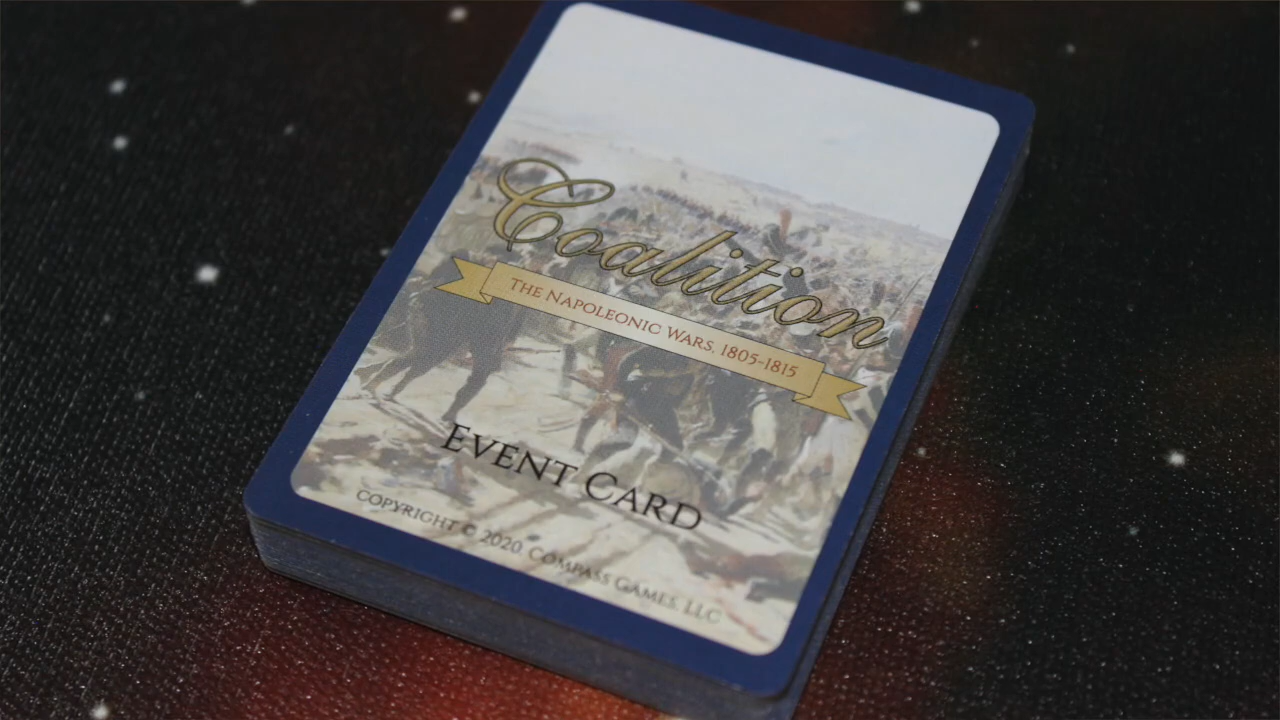 Coalition
The Napoleonic Wars, 1805-1815
Event Card
Copyright © 2020 Compass Games, LLC